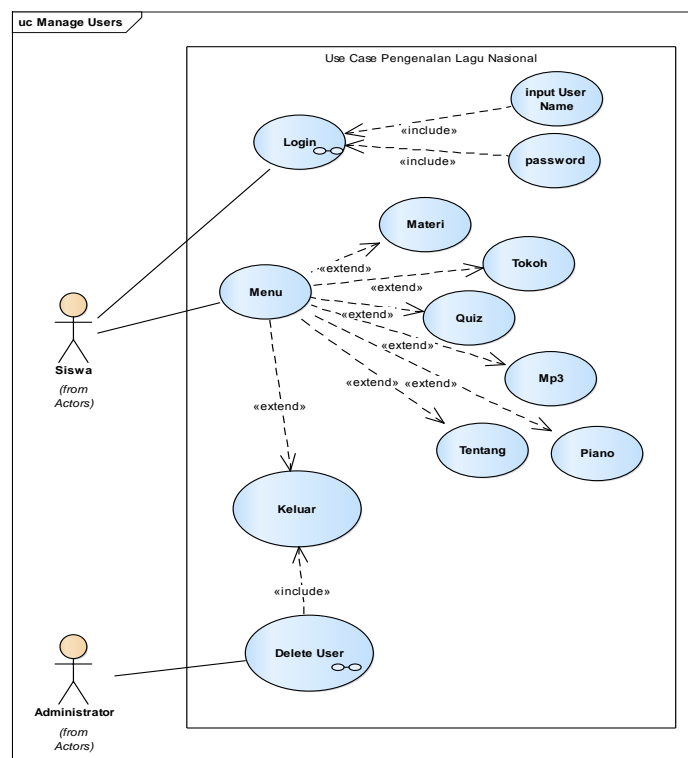 uc Manage Users
Use Case Pengenalan Lagu Nasional
input User
Name
«include»
Login
«include»
password
Materi
«extend»
Tokoh
«extend»
Menu
«extend»
Quiz
«extend»
Siswa
(from
Actors)
Mp3
«extend»
«extend»
«extend»
Tentang
Piano
Keluar
«include»
Delete User
Administrator
(from
Actors)